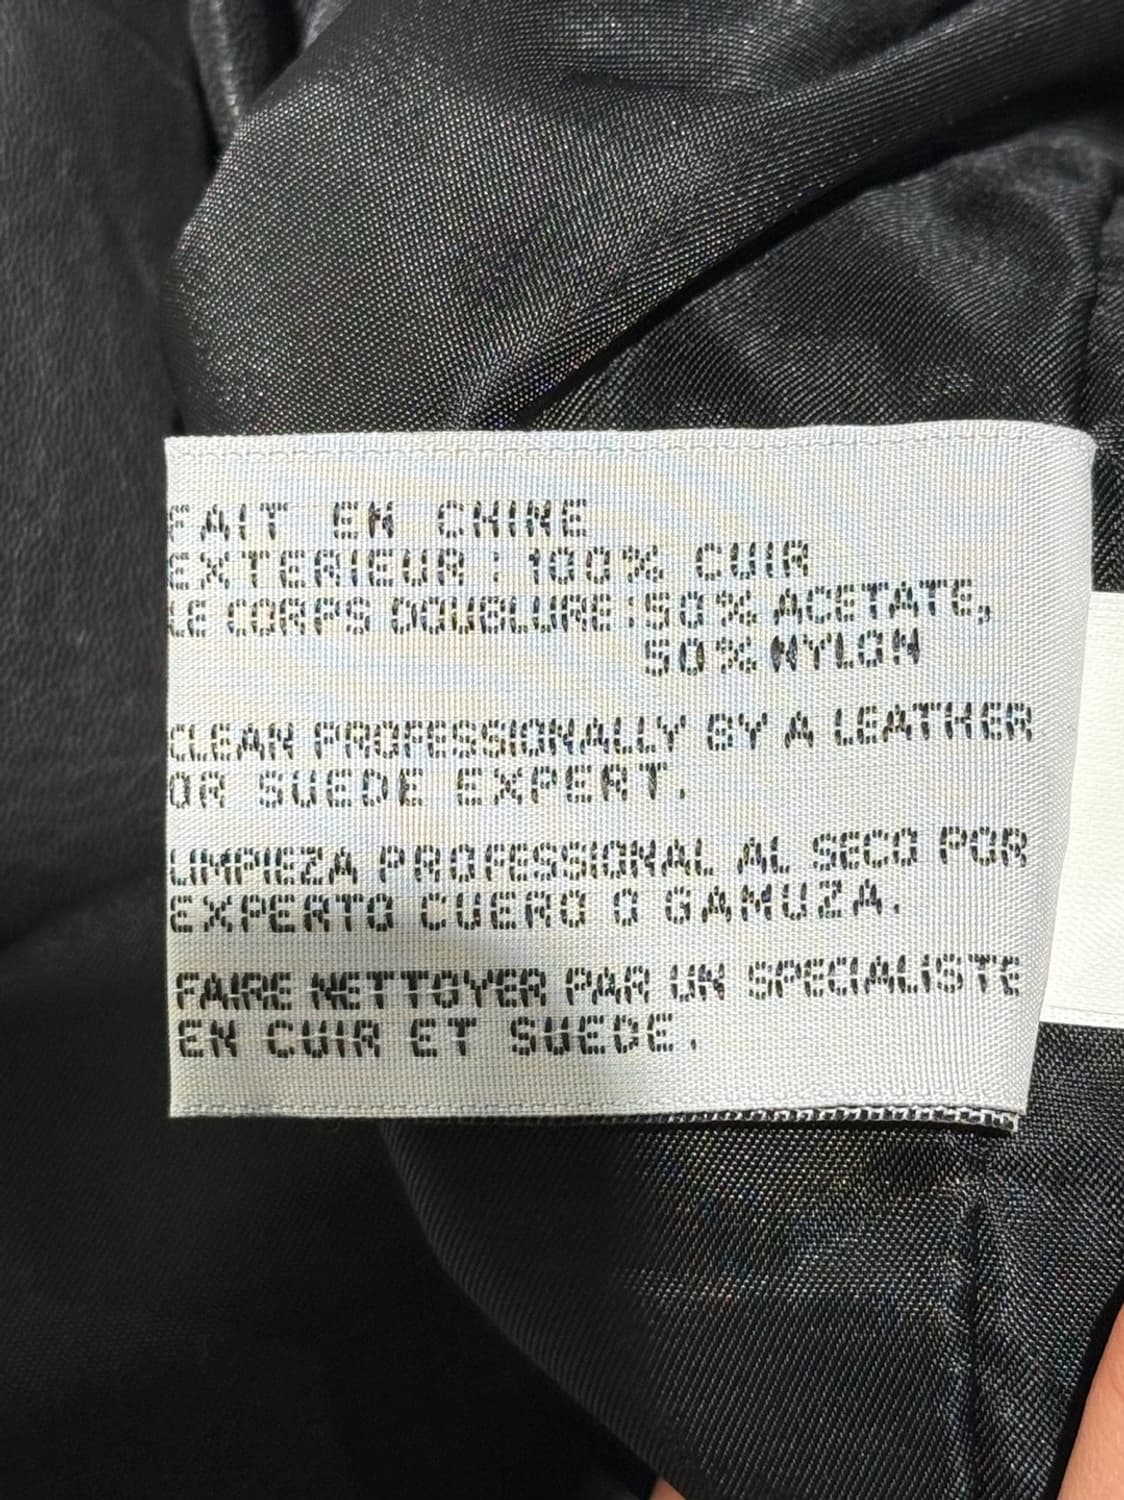 FAIT EN CHINE
EXTERIEUR : 100% CUIR
LE CORPS DOUBLURE : 50% ACETATE,
50% NYLON
CLEAN PROFESSIONALLY BY A LEATHER
OR SUEDE EXPERT.
LIMPIEZA PROFESSIONAL AL SECO POR
EXPERTO CUERO O GAMUZA.
FAIRE NETTOYER PAR UN SPECIALISTE
EN CUIR ET SUEDE.